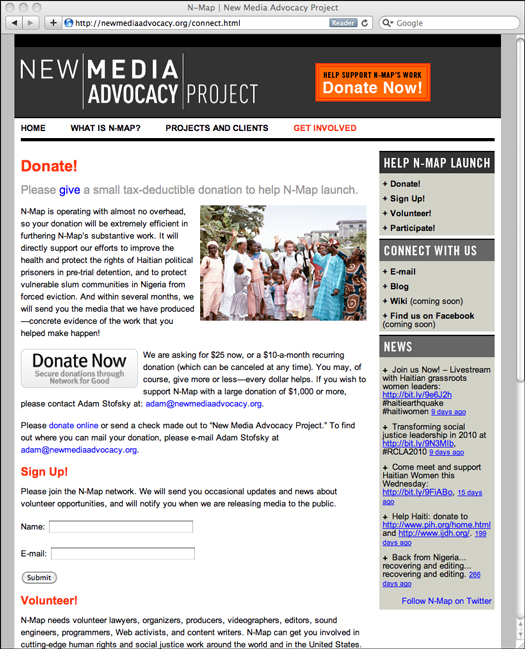 N-Map | New Media Advocacy Project
http://newmediaadvocacy.org/connect.html
Reader
Google
NEW MEDIA
ADVOCACY PROJECT
HELP SUPPORT N-MAP'S WORK
Donate Now!
HOME
WHAT IS N-MAP?
PROJECTS AND CLIENTS
GET INVOLVED
Donate!
Please give a small tax-deductible donation to help N-Map launch.
N-Map is operating with almost no overhead,
so your donation will be extremely efficient in
furthering N-Map's substantive work. It will
directly support our efforts to improve the
health and protect the rights of Haitian political
prisoners in pre-trial detention, and to protect
vulnerable slum communities in Nigeria from
forced eviction. And within several months, we
will send you the media that we have produced
—concrete evidence of the work that you
helped make happen!
Donate Now
Secure donations through
Network for Good
We are asking for $25 now, or a $10-a-month recurring
donation (which can be canceled at any time). You may, of
course, give more or less—every dollar helps. If you wish to
support N-Map with a large donation of $1,000 or more,
please contact Adam Stofsky at: adam@newmediaadvocacy.org.
Please donate online or send a check made out to "New Media Advocacy Project." To find
out where you can mail your donation, please e-mail Adam Stofsky at
adam@newmediaadvocacy.org.
Sign Up!
Please join the N-Map network. We will send you occasional updates and news about
volunteer opportunities, and will notify you when we are releasing media to the public.
Name:
E-mail:
Submit
Volunteer!
N-Map needs volunteer lawyers, organizers, producers, videographers, editors, sound
engineers, programmers, Web activists, and content writers. N-Map can get you involved in
cutting-edge human rights and social justice work around the world and in the United States.
HELP N-MAP LAUNCH
+ Donate!
+ Sign Up!
+ Volunteer!
+ Participate!
CONNECT WITH US
+ E-mail
+ Blog
+ Wiki (coming soon)
+ Find us on Facebook
(coming soon)
NEWS
+ Join us Now! – Livestream
with Haitian grassroots
women leaders:
http://bit.ly/9e6J2h
#haitiearthquake
#haitiwomen 9 days ago
+ Transforming social
justice leadership in 2010 at
http://bit.ly/9N3MIb,
#RCLA2010 9 days ago
+ Come meet and support
Haitian Women this
Wednesday:
http://bit.ly/9FiABo, 15 days
ago
+ Help Haiti: donate to
http://www.pih.org/home.html
and http://www.ijdh.org/. 199
days ago
+ Back from Nigeria...
recovering and editing...
recovering and editing. 266
days ago
Follow N-Map on Twitter